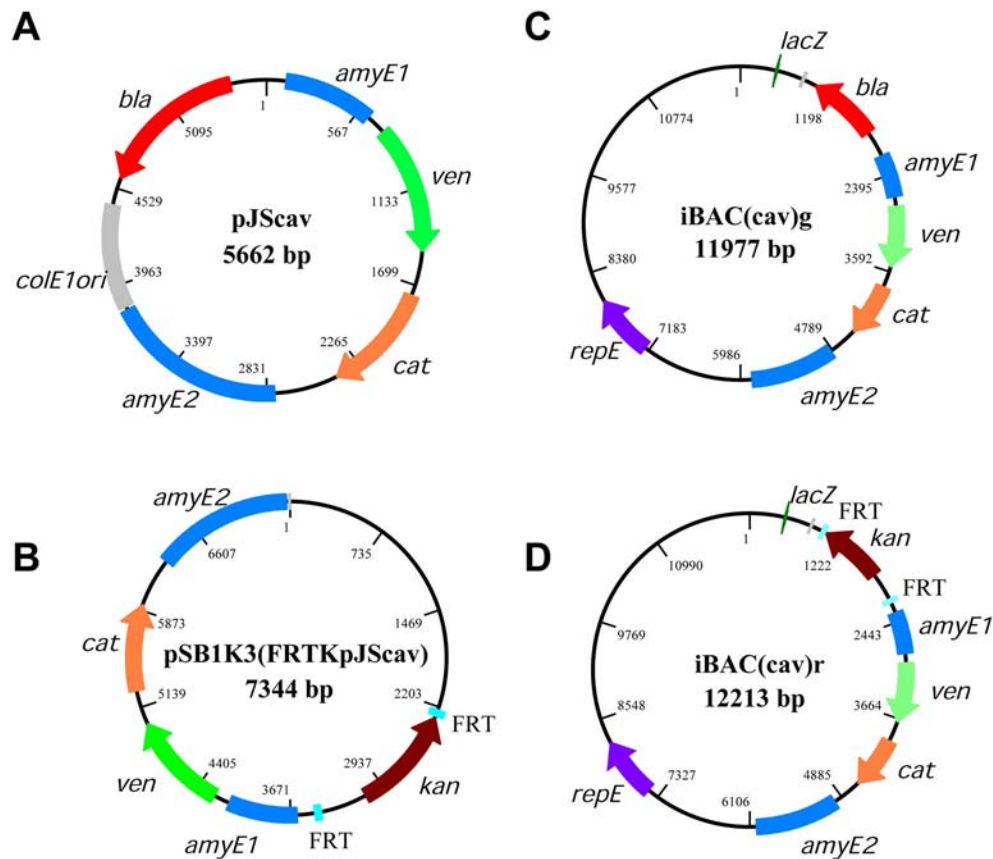 A
bla
amyE1
1
567
5095
ven
1133
4529
pJScav
5662 bp
colE1ori
3963
1699
3397
2831
2265
cat
amyE2
C
lacZ
1
bla
1198
10774
amyE1
2395
9577
iBAC(cav)g
11977 bp
ven
3592
8380
cat
repE
7183
5986
4789
amyE2
B
amyE2
1
735
6607
1469
5873
cat
pSB1K3(FRTKpJScav)
7344 bp
5139
2203
FRT
ven
4405
3671
2937
kan
amyE1
FRT
D
lacZ
FRT
1
kan
1222
10990
FRT
2443
amyE1
9769
iBAC(cav)r
12213 bp
ven
3664
8548
cat
repE
7327
6106
4885
amyE2